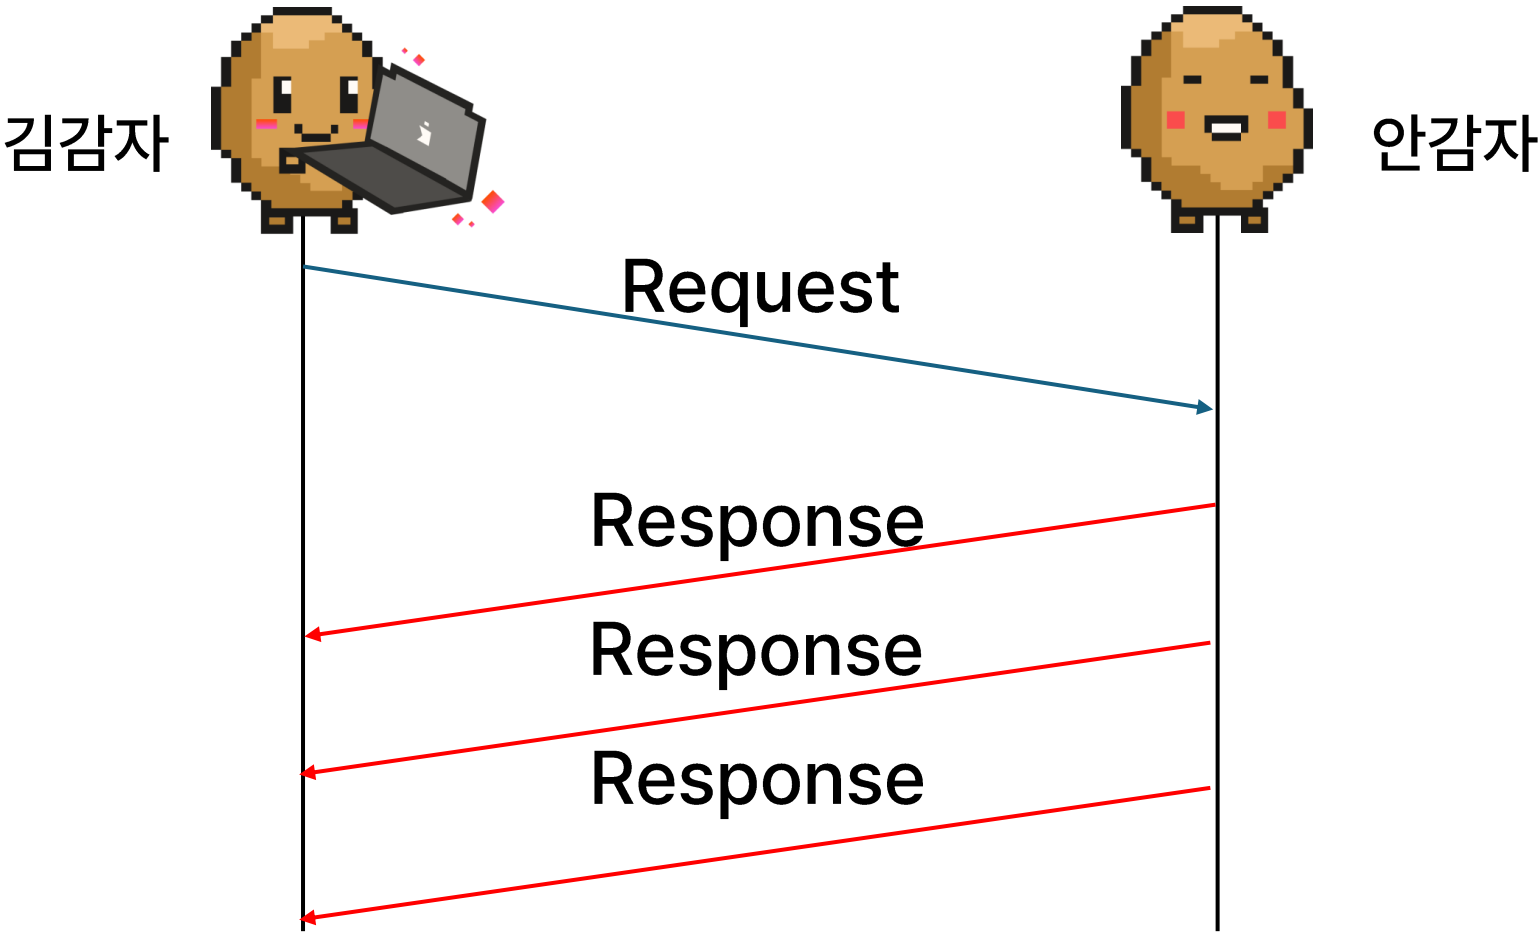 김감자
안감자
Request
Response
Response
Response